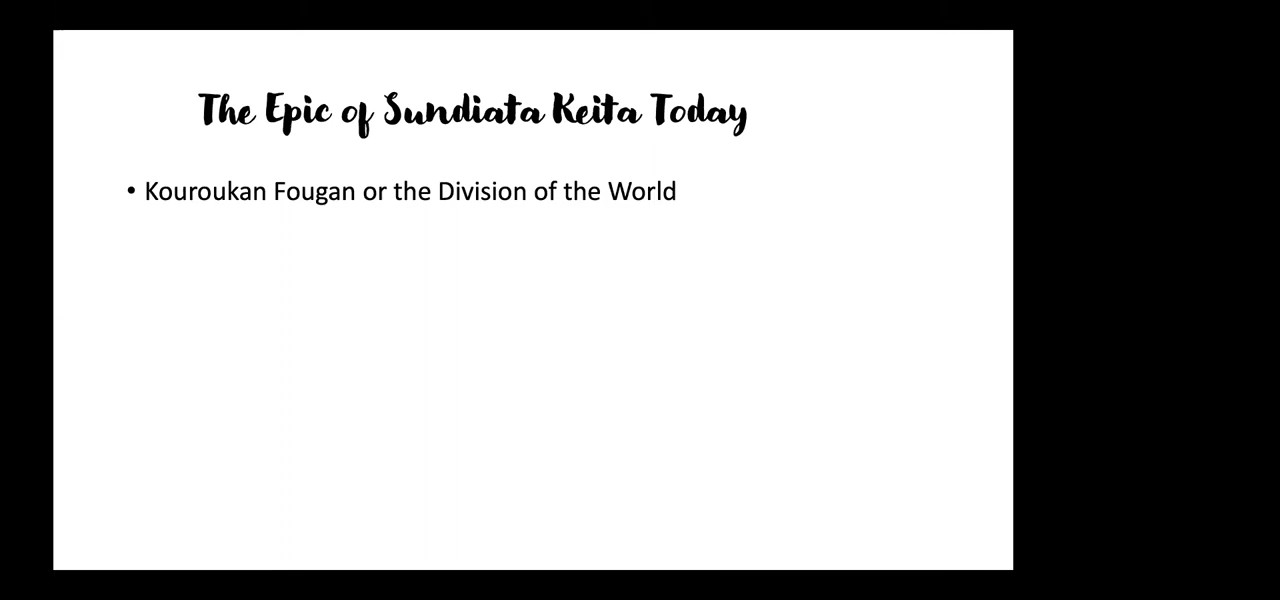 The Epic of Sundiata Keita Today
• Kouroukan Fougan or the Division of the World